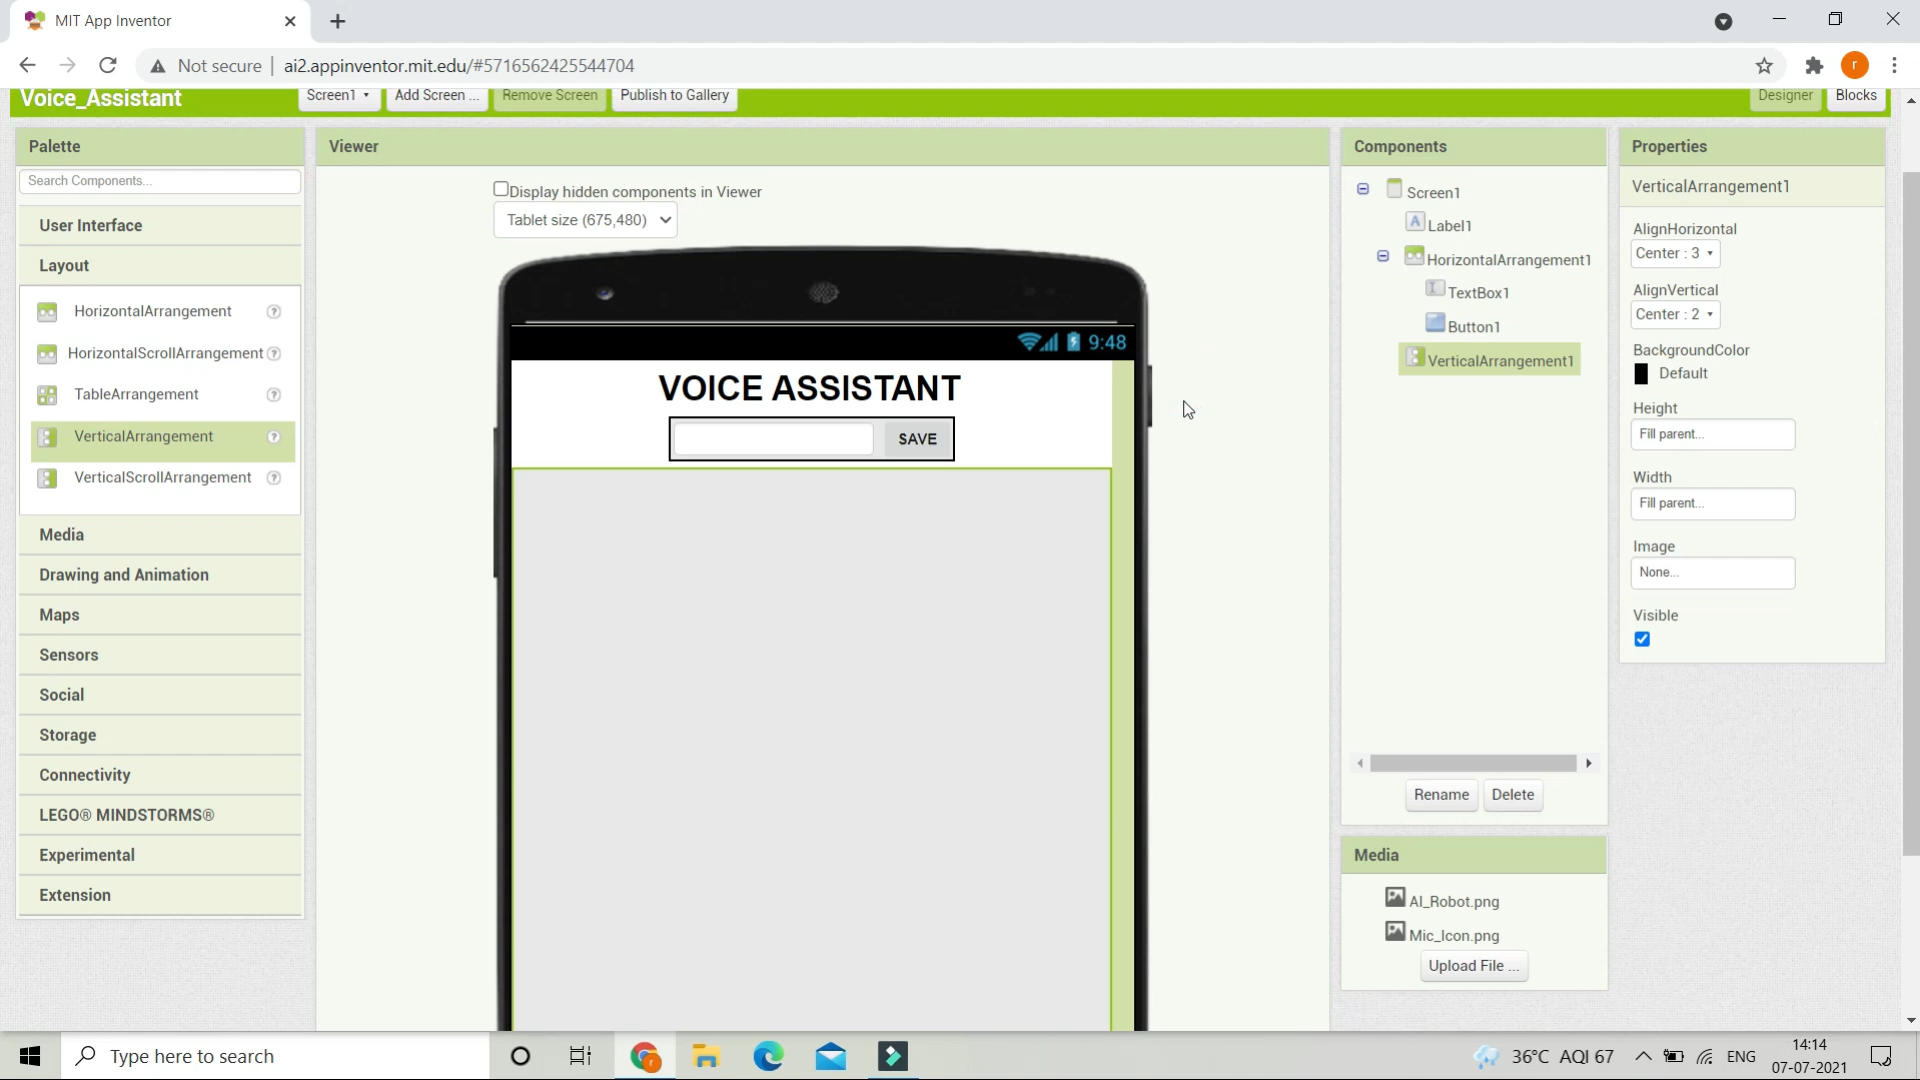 MIT App Inventor
Not secure
ai2.appinventor.mit.edu/#5716562425544704
r
Voice_Assistant
Screen1
Add Screen ...
Remove Screen
Publish to Gallery
Designer
Blocks
Palette
Search Components...
User Interface
Layout
HorizontalArrangement
?
HorizontalScrollArrangement
?
TableArrangement
?
VerticalArrangement
?
VerticalScrollArrangement
?
Media
Drawing and Animation
Maps
Sensors
Social
Storage
Connectivity
LEGO® MINDSTORMS®
Experimental
Extension
Viewer
Display hidden components in Viewer
Tablet size (675,480)
9:48
VOICE ASSISTANT
SAVE
Components
Screen1
A Label1
HorizontalArrangement1
TextBox1
Button1
VerticalArrangement1
Rename
Delete
Media
AI_Robot.png
Mic_Icon.png
Upload File ...
Properties
VerticalArrangement1
AlignHorizontal
Center : 3
AlignVertical
Center : 2
BackgroundColor
Default
Height
Fill parent...
Width
Fill parent...
Image
None...
Visible
Type here to search
r
36°C AQI 67
ENG
14:14
07-07-2021